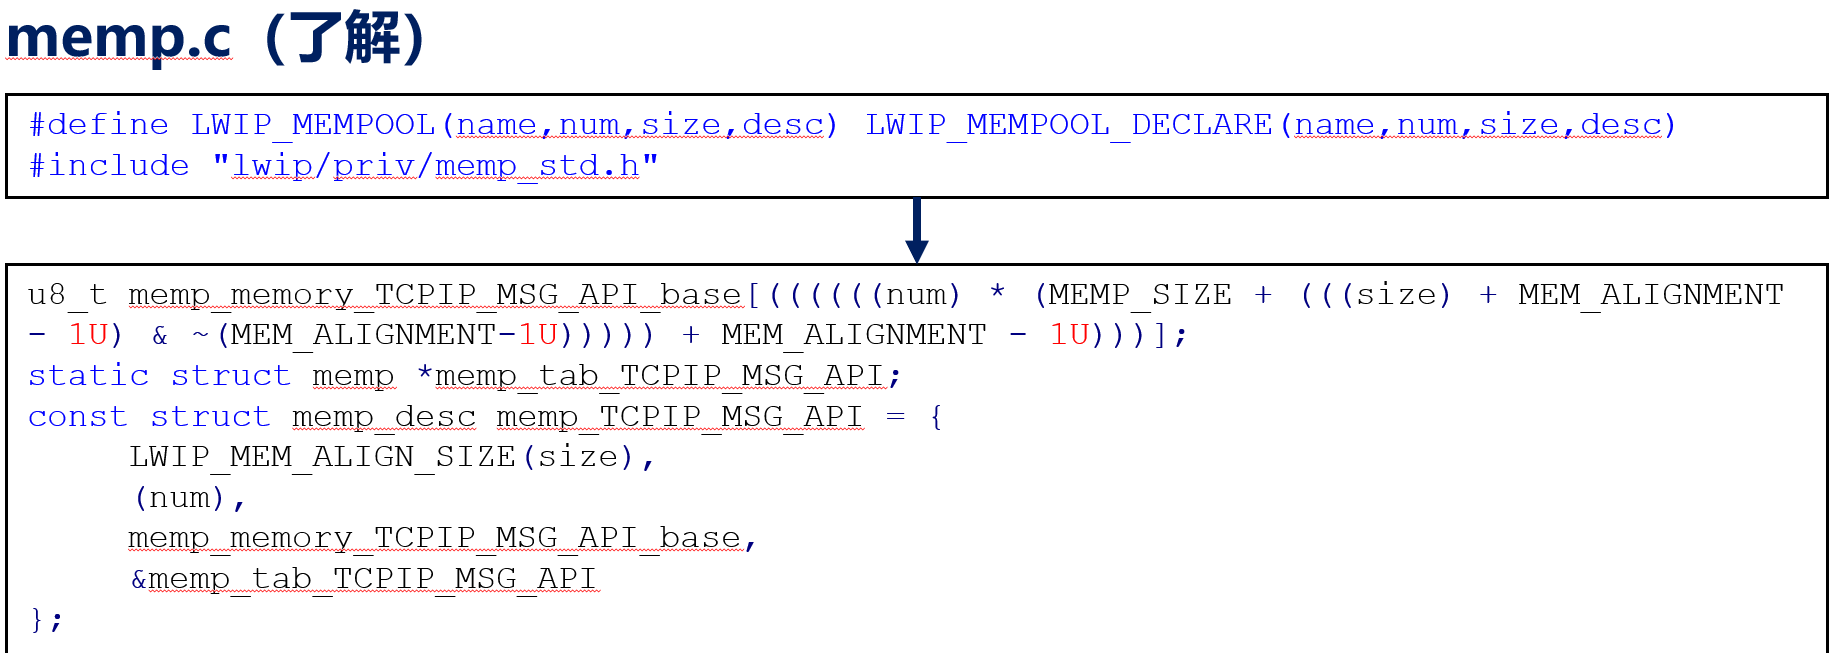 memp.c（了解）
#define LWIP_MEMPOOL(name,num,size,desc) LWIP_MEMPOOL_DECLARE(name,num,size,desc)
#include "lwip/priv/memp_std.h"
u8_t memp_memory_TCPIP_MSG_API_base[((((((num) * (MEMP_SIZE + (((size) + MEM_ALIGNMENT
- 1U) & ~(MEM_ALIGNMENT-1U))))) + MEM_ALIGNMENT - 1U)))];
static struct memp *memp_tab_TCPIP_MSG_API;
const struct memp_desc memp_TCPIP_MSG_API = {
LWIP_MEM_ALIGN_SIZE(size),
(num),
memp_memory_TCPIP_MSG_API_base,
&memp_tab_TCPIP_MSG_API
};